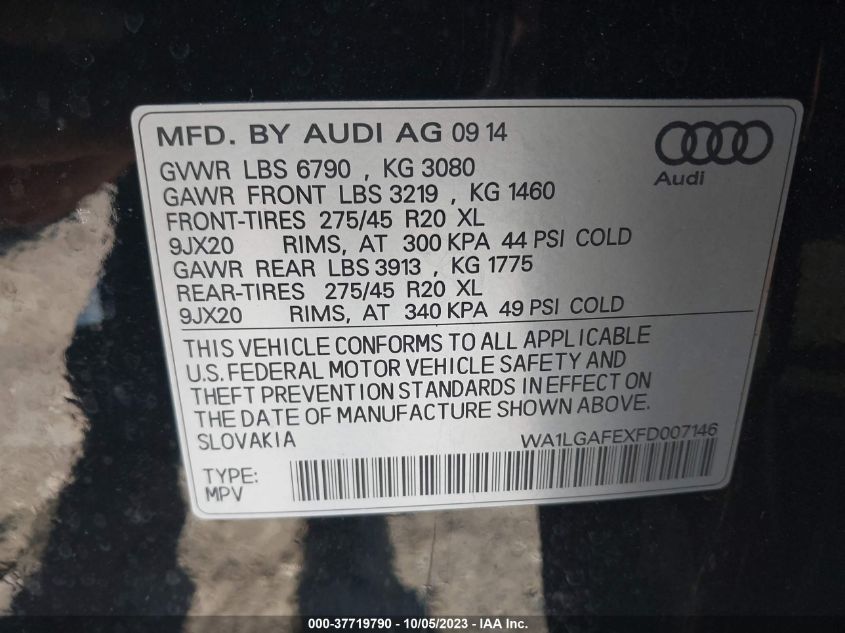 MFD. BY AUDI AG 09 14
Audi
GVWR LBS 6790 , KG 3080
GAWR FRONT LBS 3219 , KG 1460
FRONT-TIRES 275/45 R20 XL
9JX20 RIMS, AT 300 KPA 44 PSI COLD
GAWR REAR LBS 3913 , KG 1775
REAR-TIRES 275/45 R20 XL
9JX20 RIMS, AT 340 KPA 49 PSI COLD
THIS VEHICLE CONFORMS TO ALL APPLICABLE
U.S. FEDERAL MOTOR VEHICLE SAFETY AND
THEFT PREVENTION STANDARDS IN EFFECT ON
THE DATE OF MANUFACTURE SHOWN ABOVE.
SLOVAKIA WA1LGAFEXFD007146
TYPE:
MPV
000-37719790 - 10/05/2023 - IAA Inc.